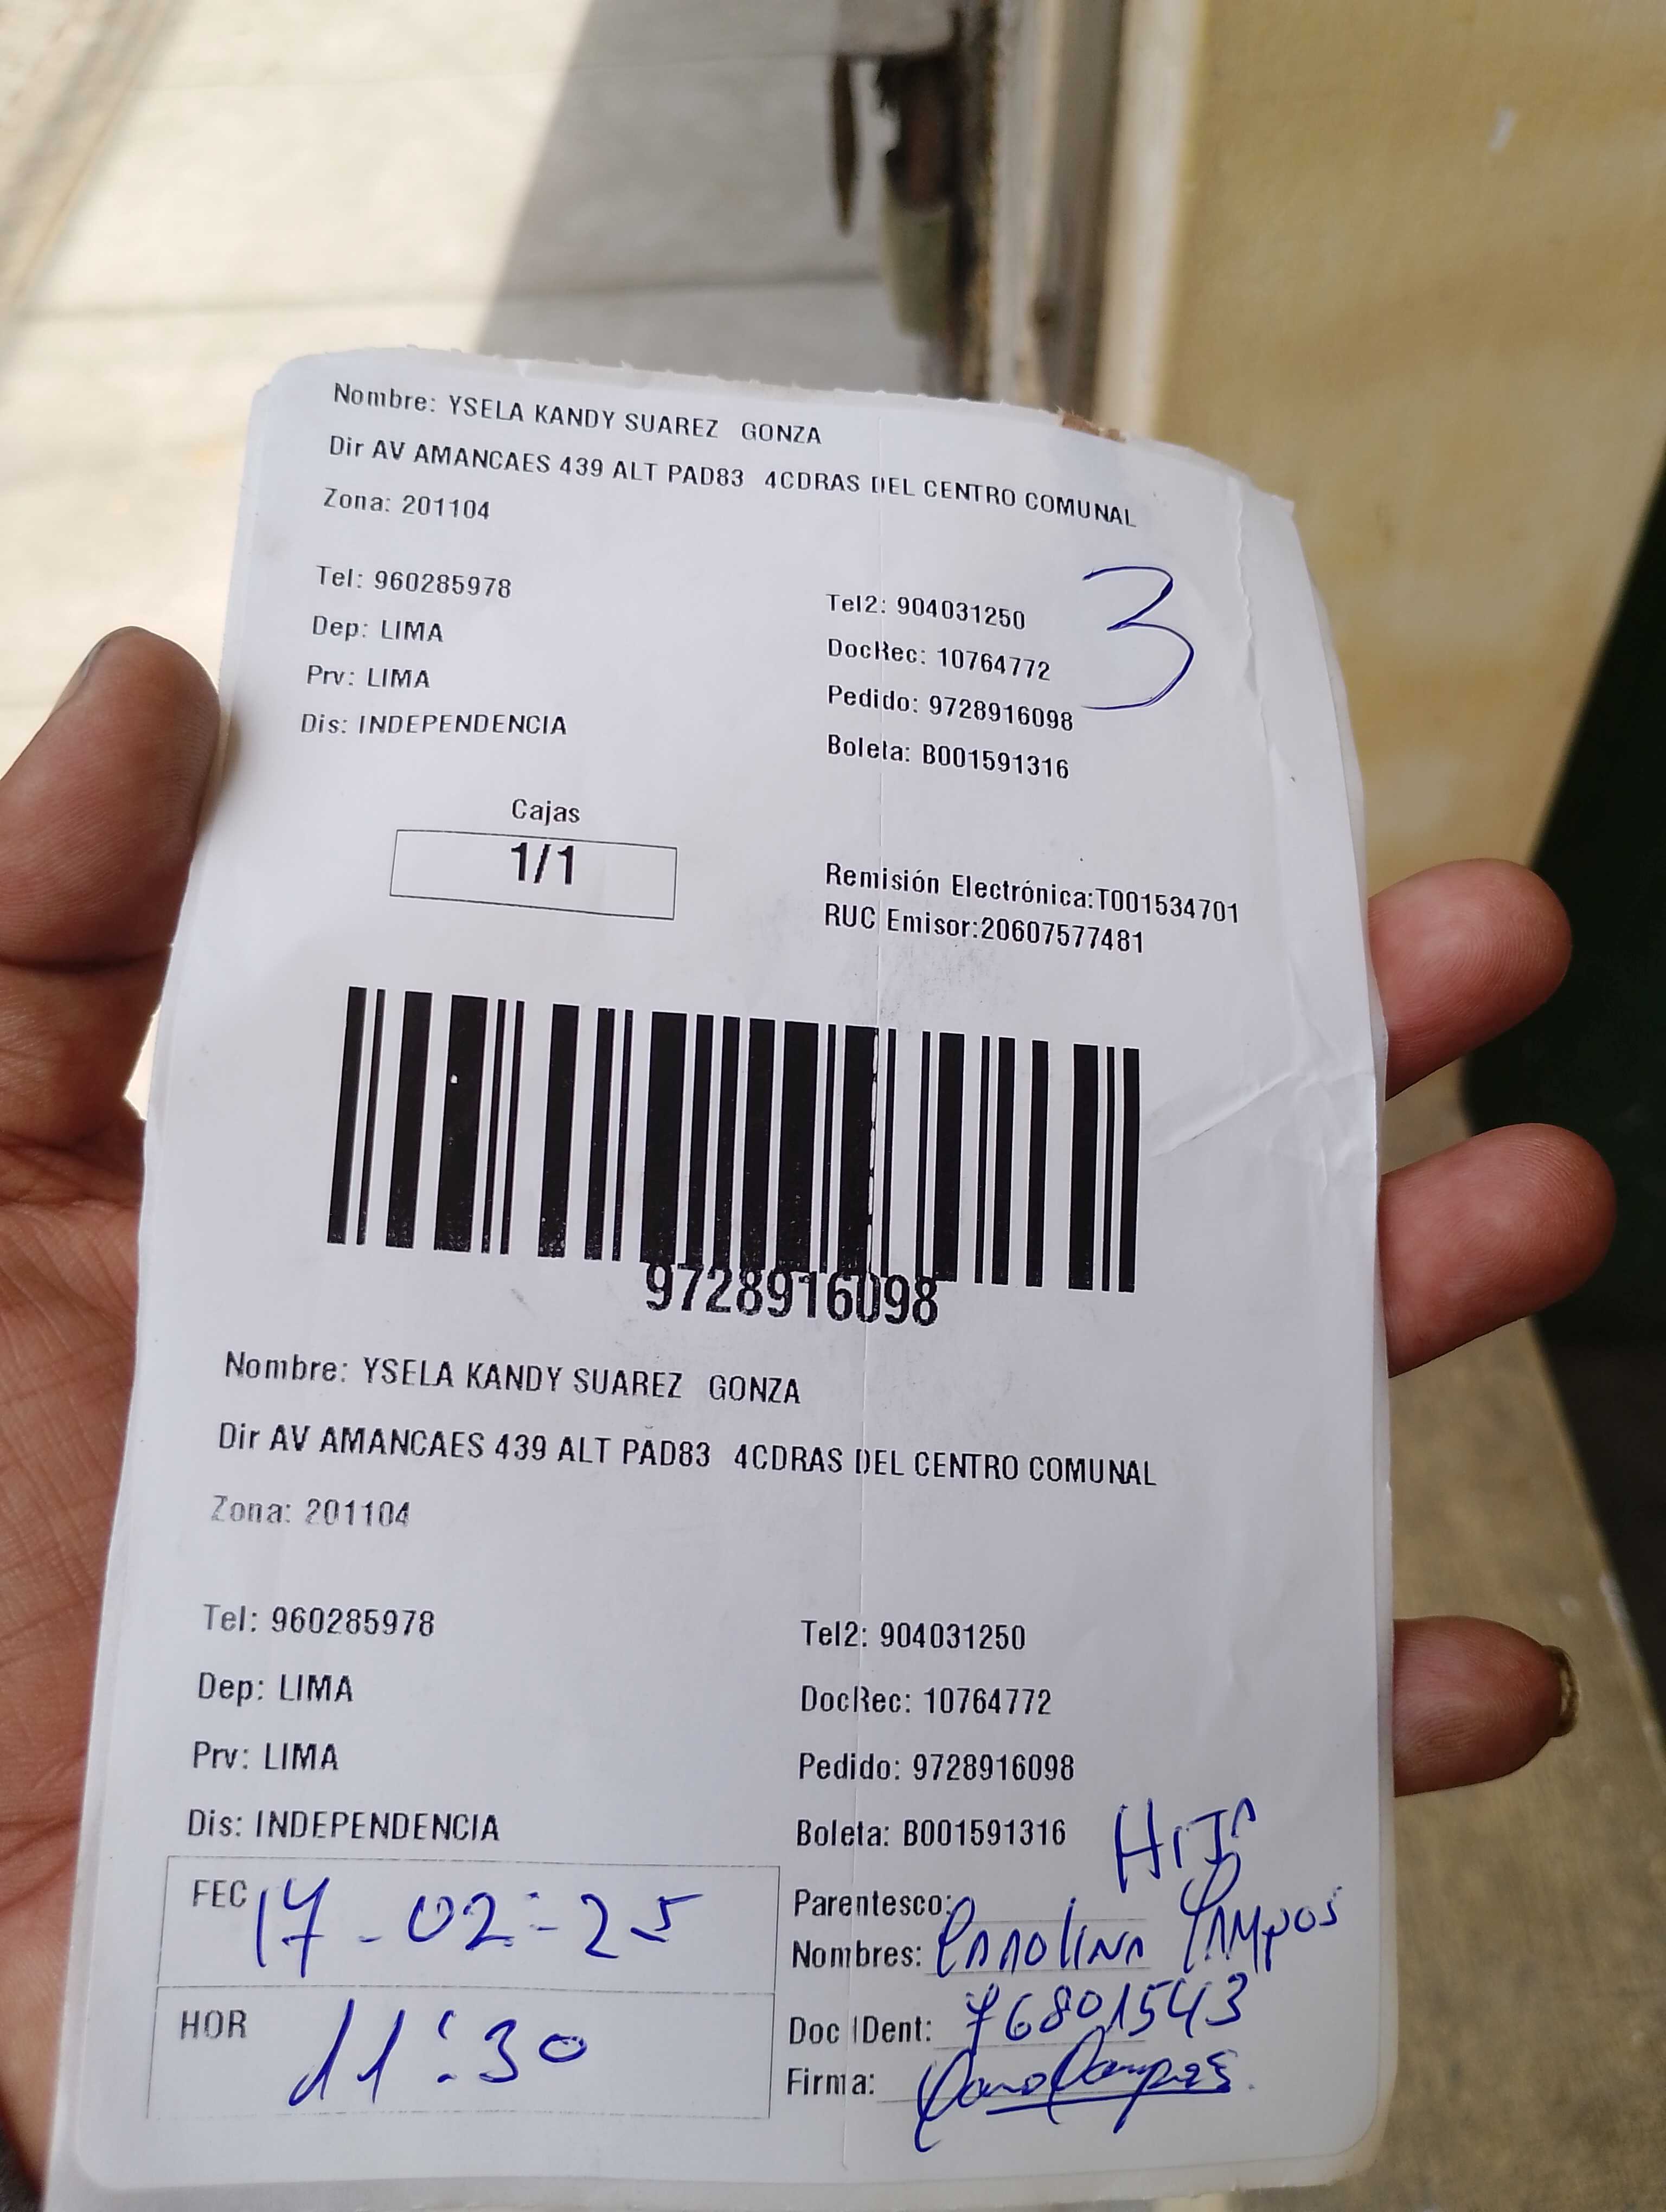 Nombre: YSELA KANDY SUAREZ GONZA
Dir AV AMANCAES 439 ALT PAD83 4CDRAS DEL CENTRO COMUNAL
Zona: 201104
Tel: 960285978
Dep: LIMA
Prv: LIMA
Dis: INDEPENDENCIA
Tel2: 904031250
3
DocRec: 10764772
Pedido: 9728916098
Boleta: B001591316
Cajas
1/1
Remisión Electrónica:T001534701
RUC Emisor:20607577481
9728916098
Nombre: YSELA KANDY SUAREZ GONZA
Dir AV AMANCAES 439 ALT PAD83 4CDRAS DEL CENTRO COMUNAL
Zona: 201104
Tel: 960285978
Dep: LIMA
Prv: LIMA
Dis: INDEPENDENCIA
Tel2: 904031250
DocRec: 10764772
Pedido: 9728916098
Boleta: B001591316
FEC 17-02-25
HOR 11:30
Parentesco: HIJA
Nombres: CAROLINA CAMPOS
Doc IDent: 76801543
Firma: